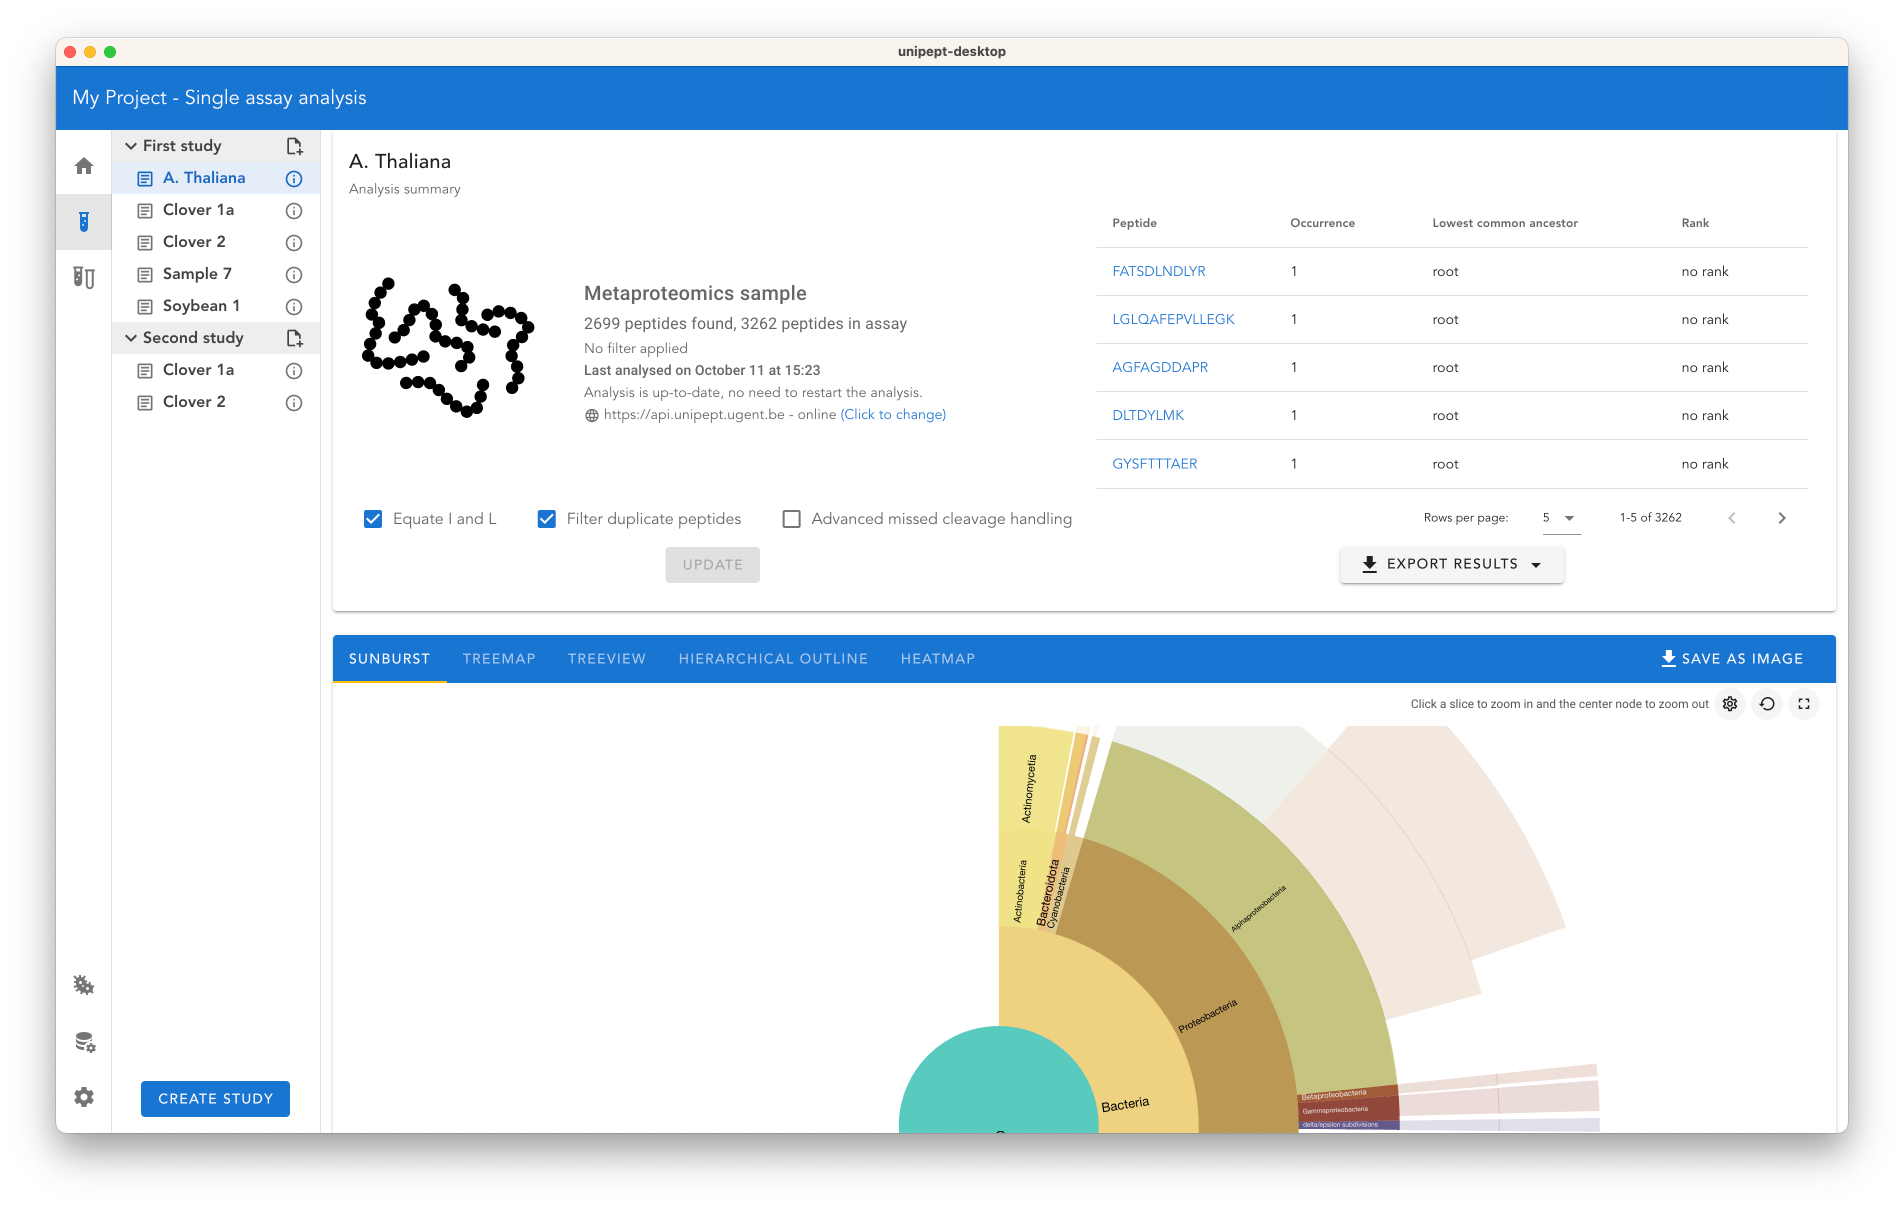 unipept-desktop
My Project - Single assay analysis
First study
A. Thaliana
Clover 1a
Clover 2
Sample 7
Soybean 1
Second study
Clover 1a
Clover 2
CREATE STUDY
A. Thaliana
Analysis summary
Metaproteomics sample
2699 peptides found, 3262 peptides in assay
No filter applied
Last analysed on October 11 at 15:23
Analysis is up-to-date, no need to restart the analysis.
https://api.unipept.ugent.be - online (Click to change)
Equate I and L Filter duplicate peptides Advanced missed cleavage handling
UPDATE
Peptide Occurrence Lowest common ancestor Rank
FATSDLNDLYR 1 root no rank
LGLQAFEPVLLEGK 1 root no rank
AGFAGDDAPR 1 root no rank
DLTDYLMK 1 root no rank
GYSFTTTAER 1 root no rank
Rows per page: 5 1-5 of 3262
EXPORT RESULTS
SUNBURST TREEMAP TREEVIEW HIERARCHICAL OUTLINE HEATMAP SAVE AS IMAGE
Click a slice to zoom in and the center node to zoom out
Actinomycetia
Actinobacteria
Bacteroidota
Cyanobacteria
Alphaproteobacteria
Proteobacteria
Bacteria
Betaproteobacteria
Gammaproteobacteria
delta/epsilon subdivisions